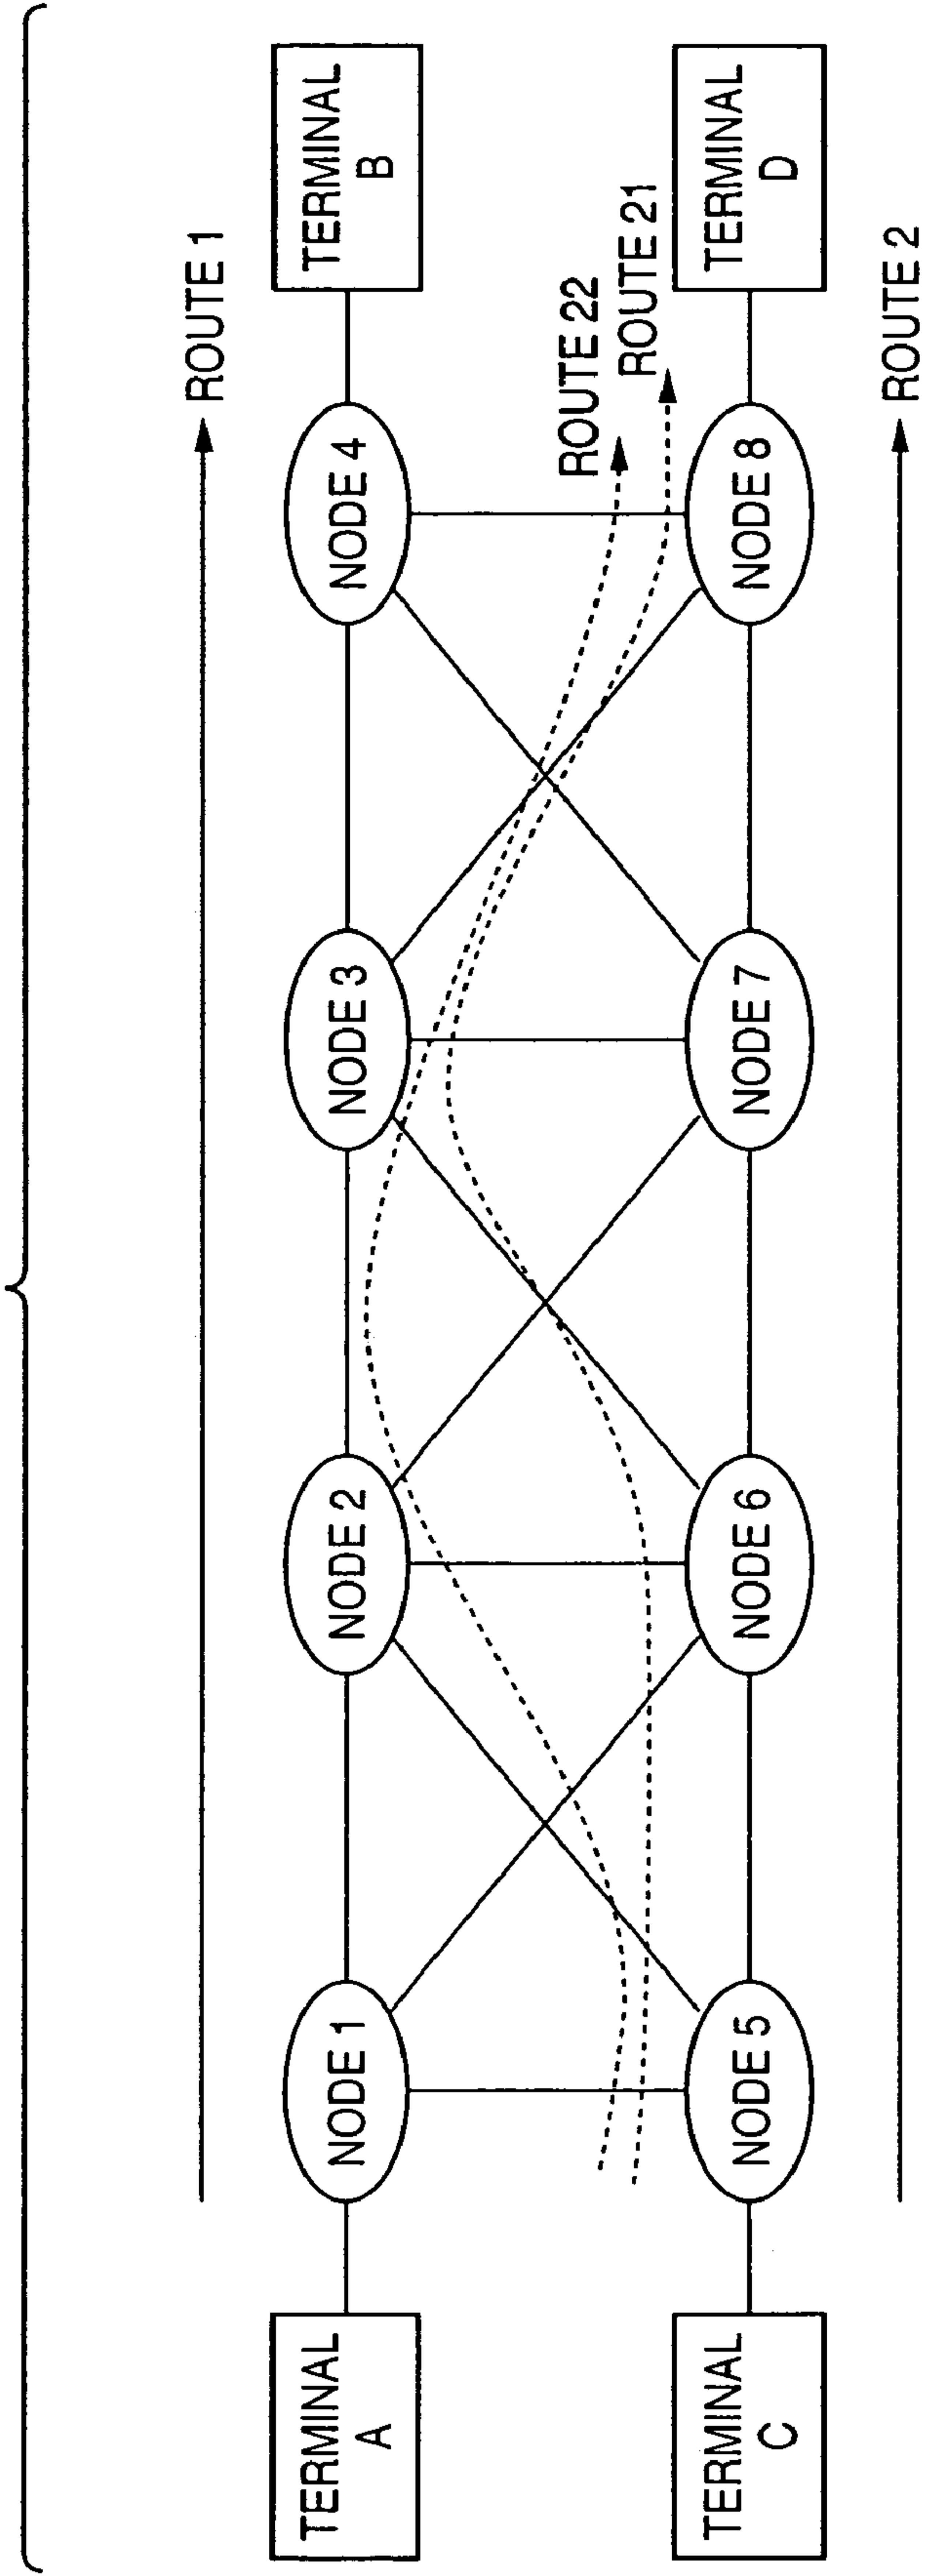 ROUTE 1
TERMINAL
A
NODE 1
NODE 2
NODE 3
NODE 4
TERMINAL
B
ROUTE 22
ROUTE 21
TERMINAL
C
NODE 5
NODE 6
NODE 7
NODE 8
TERMINAL
D
ROUTE 2